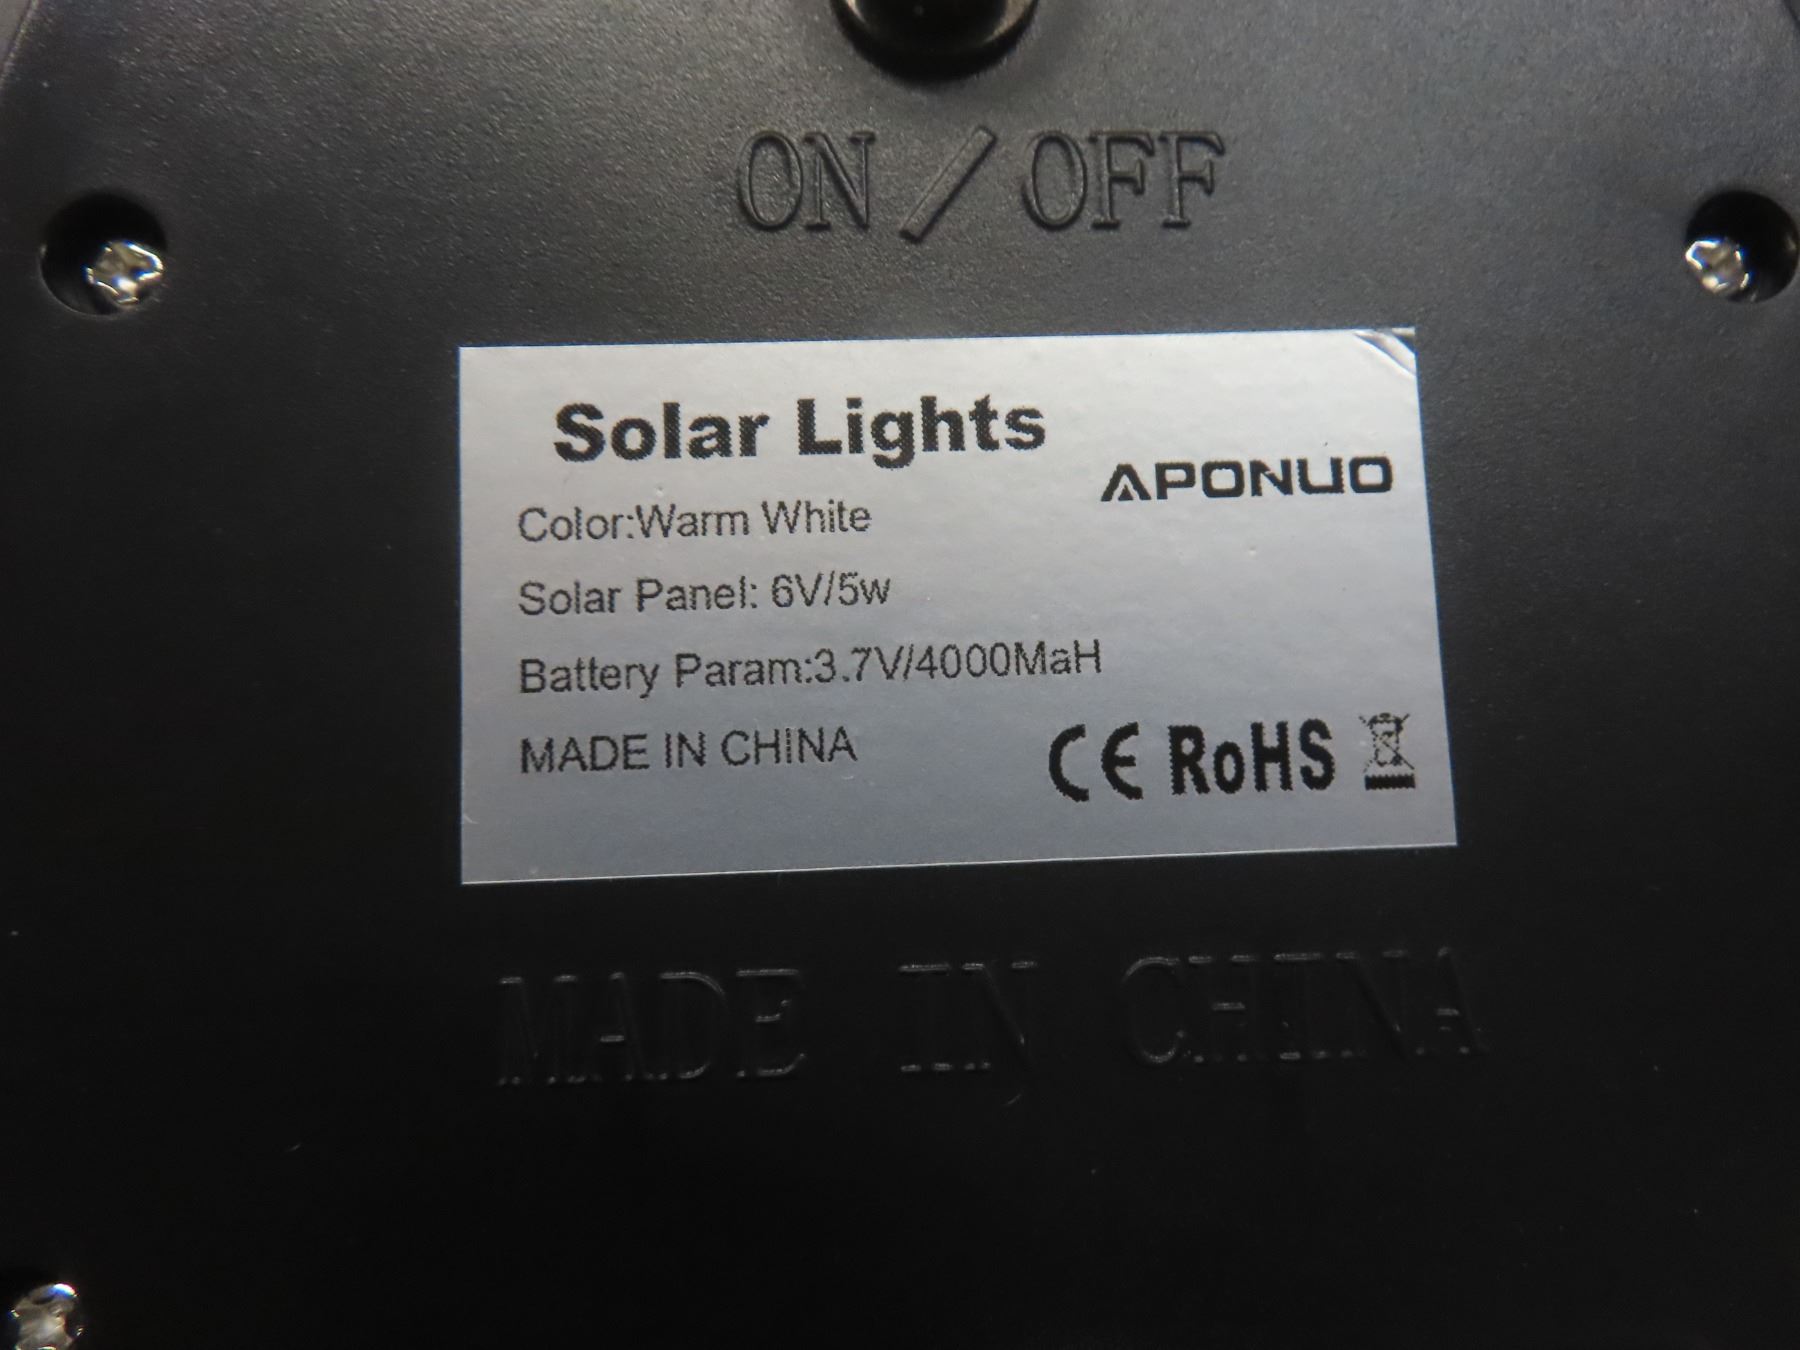 ON/OFF
Solar Lights
APONUO
Color:Warm White
Solar Panel: 6V/5w
Battery Param:3.7V/4000MaH
MADE IN CHINA
CE RoHS
MADE IN CHINA